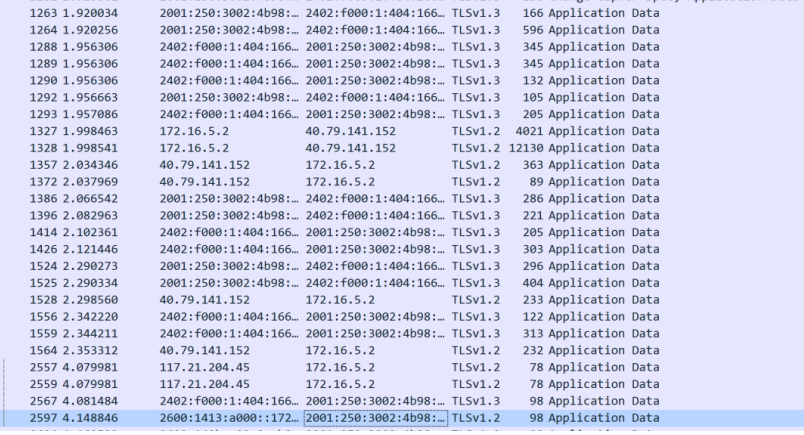 1263 1.920034 2001:250:3002:4b98:… 2402:f000:1:404:166… TLSv1.3 166 Application Data
1264 1.920256 2001:250:3002:4b98:… 2402:f000:1:404:166… TLSv1.3 596 Application Data
1288 1.956306 2402:f000:1:404:166… 2001:250:3002:4b98:… TLSv1.3 345 Application Data
1289 1.956306 2402:f000:1:404:166… 2001:250:3002:4b98:… TLSv1.3 345 Application Data
1290 1.956306 2402:f000:1:404:166… 2001:250:3002:4b98:… TLSv1.3 132 Application Data
1292 1.956663 2001:250:3002:4b98:… 2402:f000:1:404:166… TLSv1.3 105 Application Data
1293 1.957086 2402:f000:1:404:166… 2001:250:3002:4b98:… TLSv1.3 205 Application Data
1327 1.998463 172.16.5.2 40.79.141.152 TLSv1.2 4021 Application Data
1328 1.998541 172.16.5.2 40.79.141.152 TLSv1.2 12130 Application Data
1357 2.034346 40.79.141.152 172.16.5.2 TLSv1.2 363 Application Data
1372 2.037969 40.79.141.152 172.16.5.2 TLSv1.2 89 Application Data
1386 2.066542 2001:250:3002:4b98:… 2402:f000:1:404:166… TLSv1.3 286 Application Data
1396 2.082963 2001:250:3002:4b98:… 2402:f000:1:404:166… TLSv1.3 221 Application Data
1414 2.102361 2402:f000:1:404:166… 2001:250:3002:4b98:… TLSv1.3 205 Application Data
1426 2.121446 2402:f000:1:404:166… 2001:250:3002:4b98:… TLSv1.3 303 Application Data
1524 2.290273 2001:250:3002:4b98:… 2402:f000:1:404:166… TLSv1.3 296 Application Data
1525 2.290334 2001:250:3002:4b98:… 2402:f000:1:404:166… TLSv1.3 404 Application Data
1528 2.298560 40.79.141.152 172.16.5.2 TLSv1.2 233 Application Data
1556 2.342220 2402:f000:1:404:166… 2001:250:3002:4b98:… TLSv1.3 122 Application Data
1559 2.344211 2402:f000:1:404:166… 2001:250:3002:4b98:… TLSv1.3 313 Application Data
1564 2.353312 40.79.141.152 172.16.5.2 TLSv1.2 232 Application Data
2557 4.079981 117.21.204.45 172.16.5.2 TLSv1.2 78 Application Data
2559 4.079981 117.21.204.45 172.16.5.2 TLSv1.2 78 Application Data
2567 4.081484 2402:f000:1:404:166… 2001:250:3002:4b98:… TLSv1.3 98 Application Data
2597 4.148846 2600:1413:a000::172… 2001:250:3002:4b98:… TLSv1.2 98 Application Data